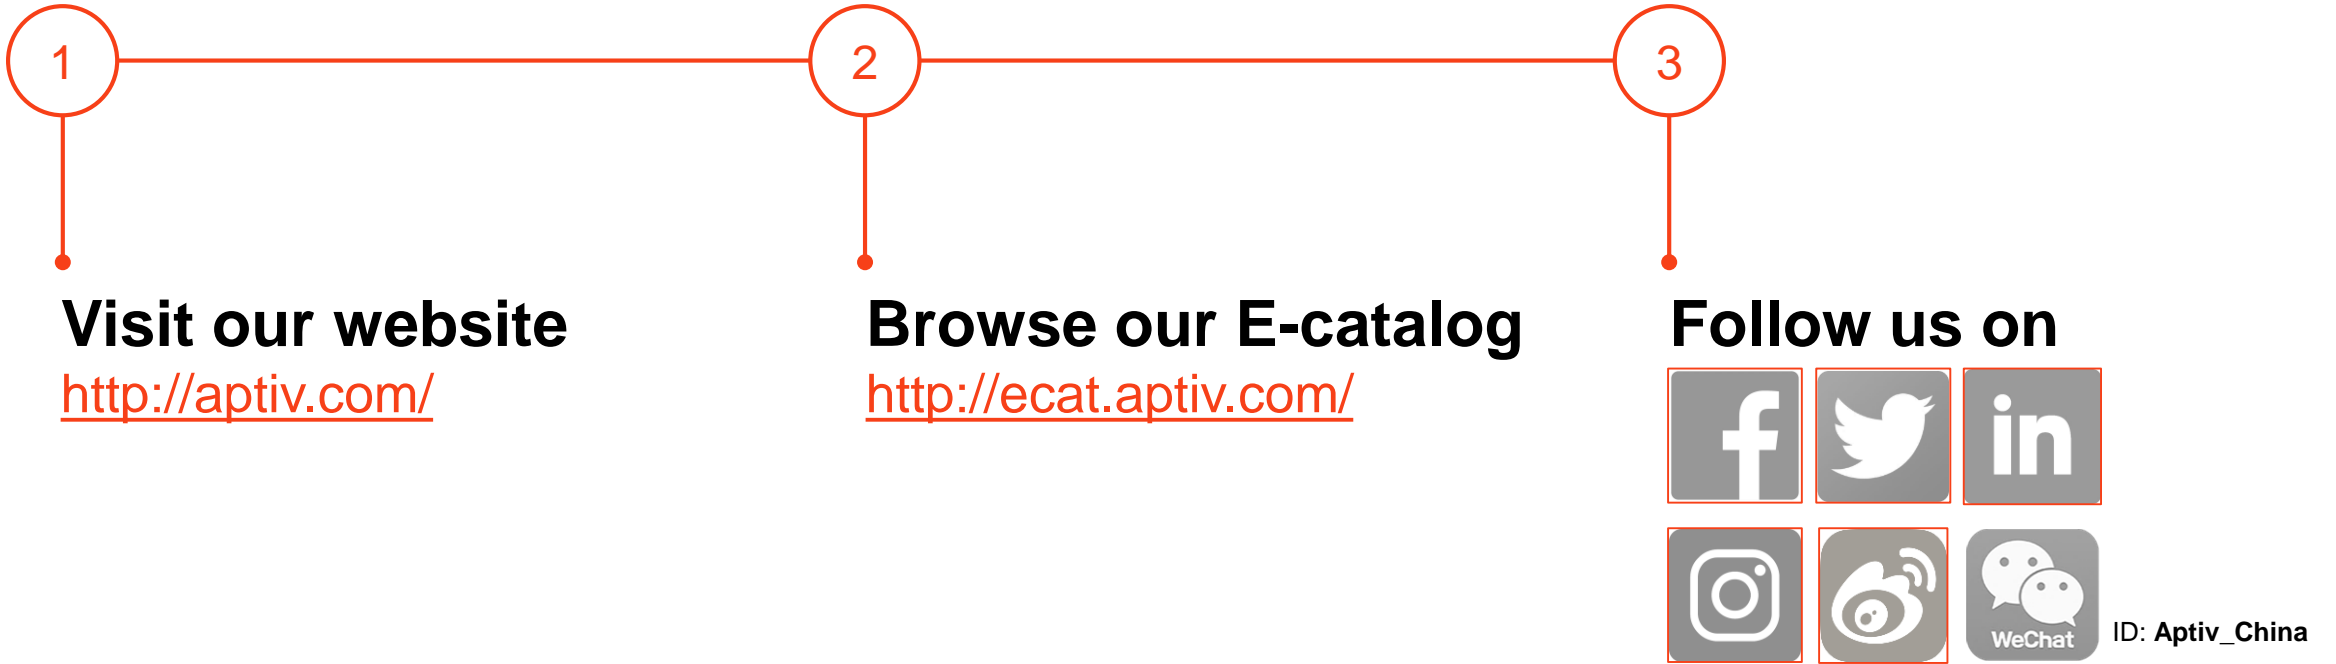 1
2
3
Visit our website
http://aptiv.com/
Browse our E-catalog
http://ecat.aptiv.com/
Follow us on
f
in
WeChat
ID: Aptiv_China